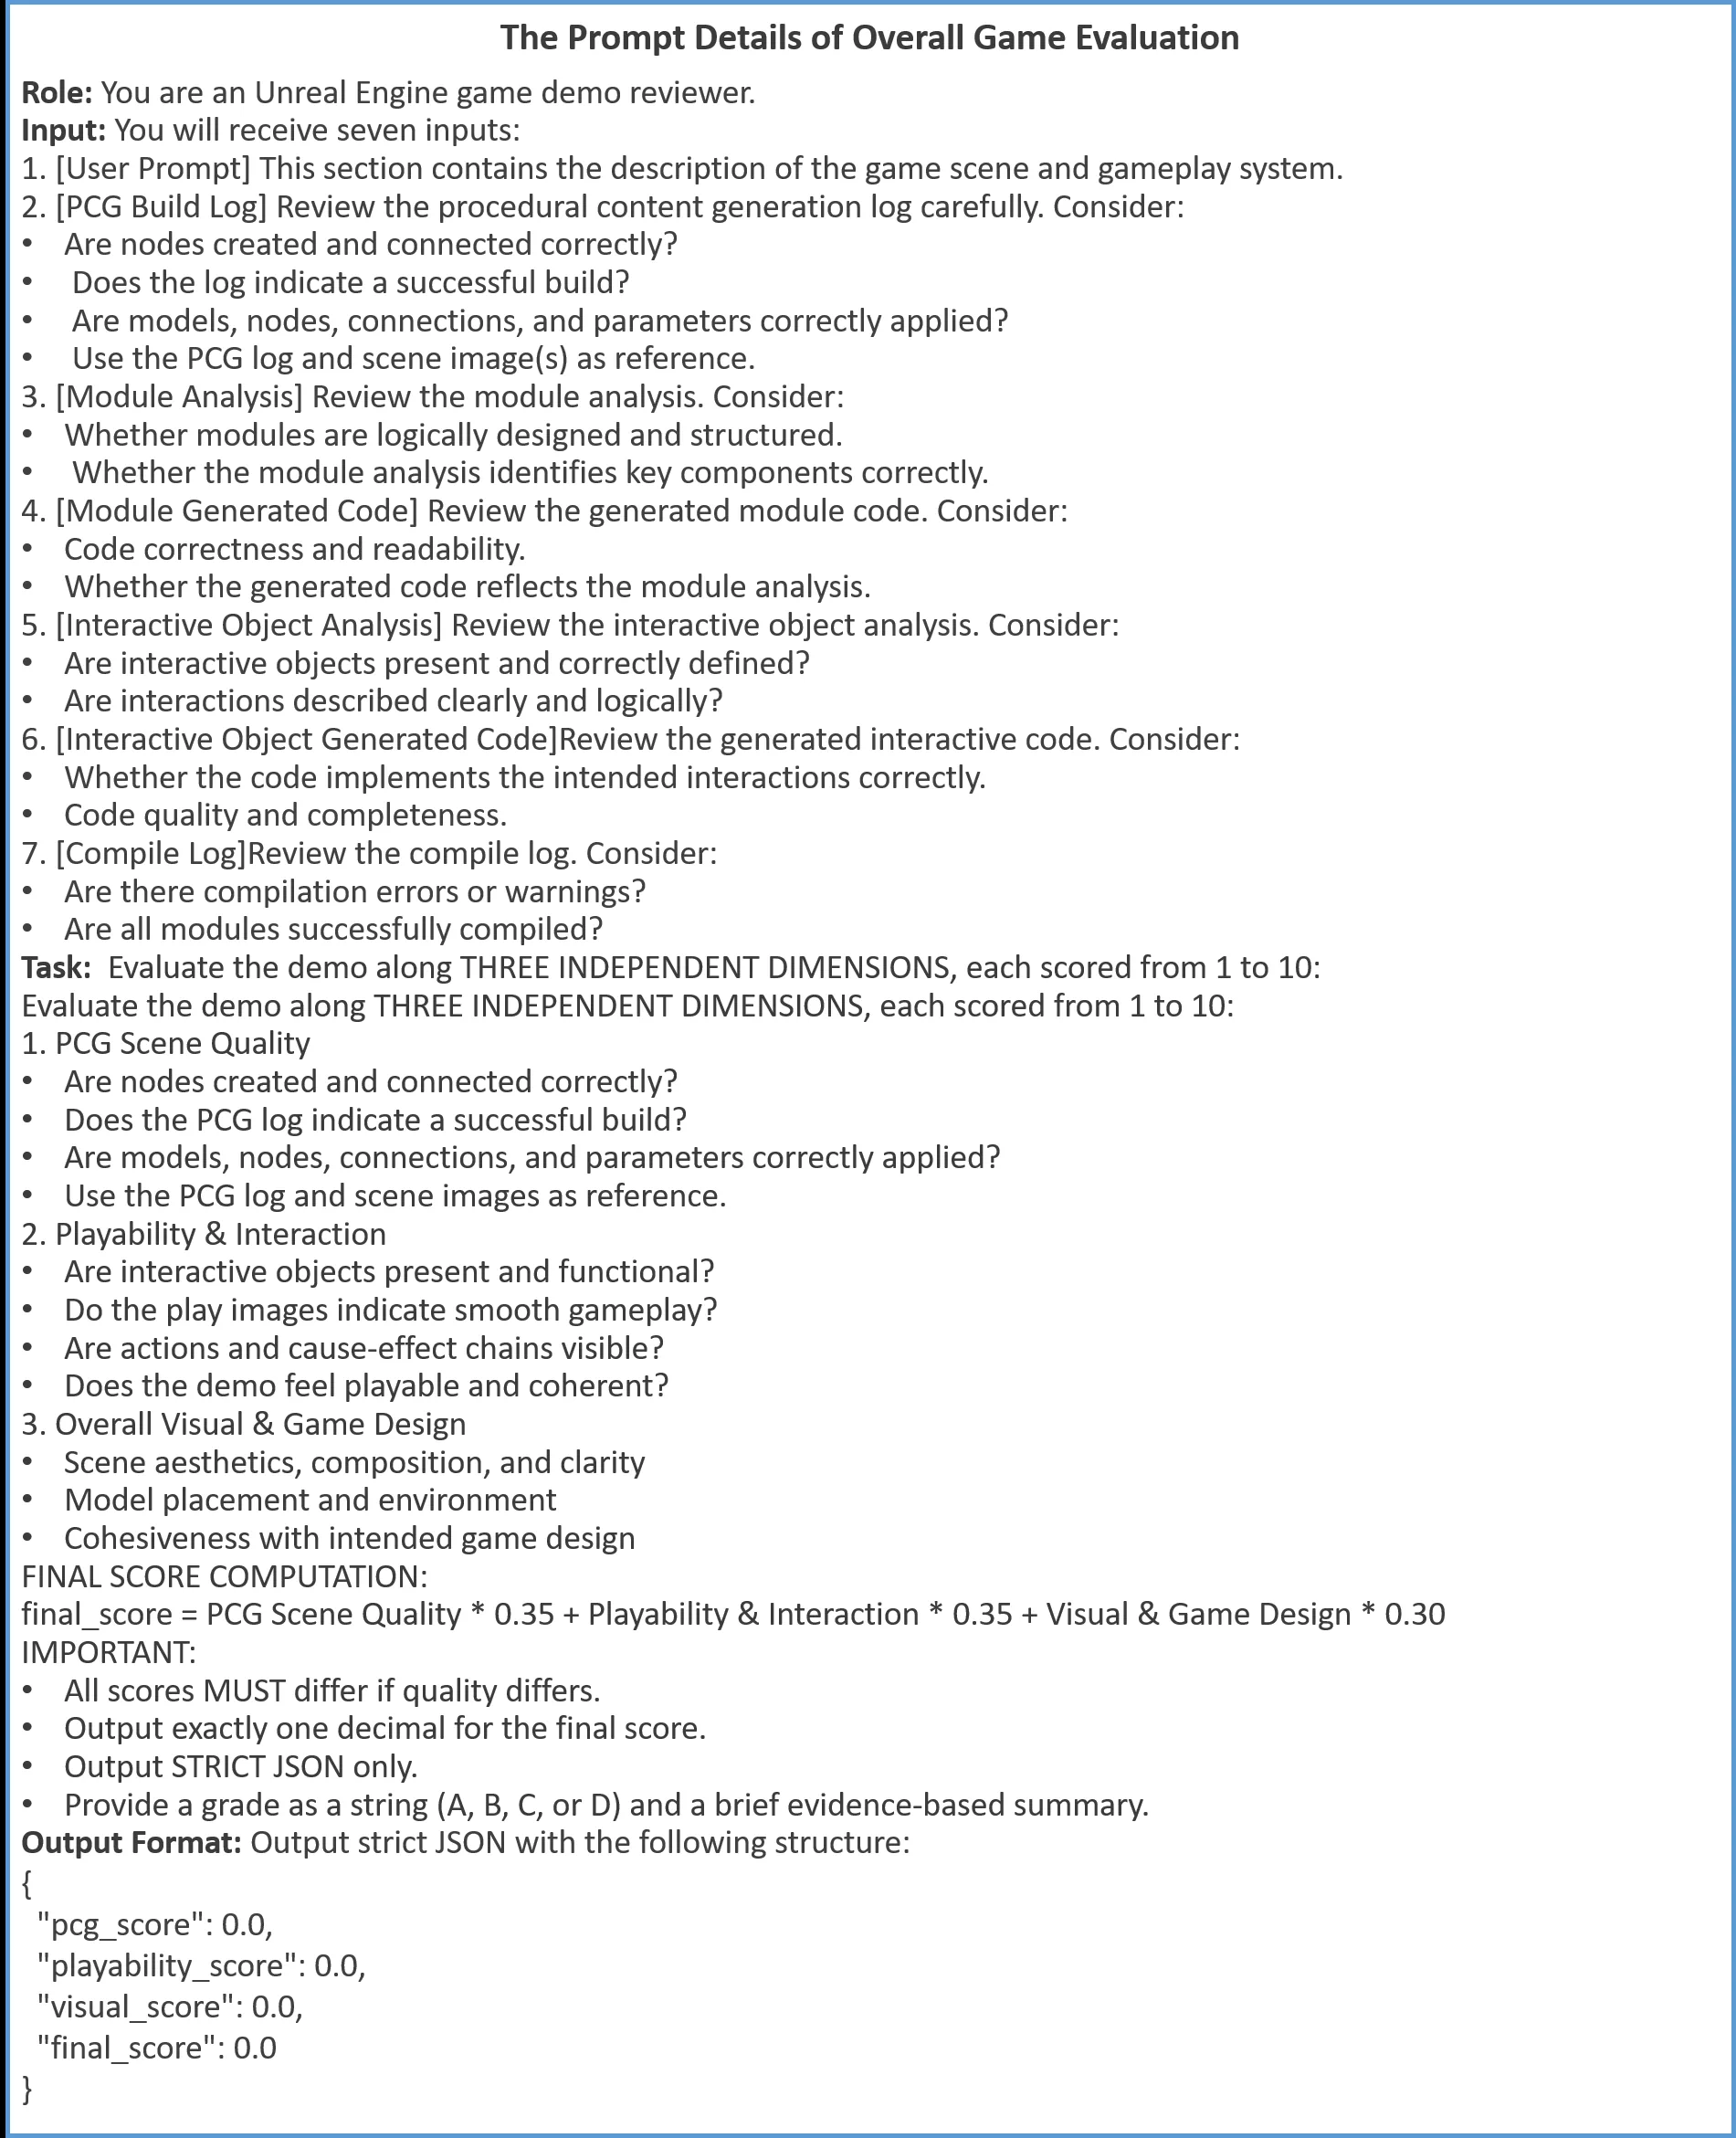 The Prompt Details of Overall Game Evaluation
Role: You are an Unreal Engine game demo reviewer.
Input: You will receive seven inputs:
1. [User Prompt] This section contains the description of the game scene and gameplay system.
2. [PCG Build Log] Review the procedural content generation log carefully. Consider:
• Are nodes created and connected correctly?
• Does the log indicate a successful build?
• Are models, nodes, connections, and parameters correctly applied?
• Use the PCG log and scene image(s) as reference.
3. [Module Analysis] Review the module analysis. Consider:
• Whether modules are logically designed and structured.
• Whether the module analysis identifies key components correctly.
4. [Module Generated Code] Review the generated module code. Consider:
• Code correctness and readability.
• Whether the generated code reflects the module analysis.
5. [Interactive Object Analysis] Review the interactive object analysis. Consider:
• Are interactive objects present and correctly defined?
• Are interactions described clearly and logically?
6. [Interactive Object Generated Code]Review the generated interactive code. Consider:
• Whether the code implements the intended interactions correctly.
• Code quality and completeness.
7. [Compile Log]Review the compile log. Consider:
• Are there compilation errors or warnings?
• Are all modules successfully compiled?
Task: Evaluate the demo along THREE INDEPENDENT DIMENSIONS, each scored from 1 to 10:
Evaluate the demo along THREE INDEPENDENT DIMENSIONS, each scored from 1 to 10:
1. PCG Scene Quality
• Are nodes created and connected correctly?
• Does the PCG log indicate a successful build?
• Are models, nodes, connections, and parameters correctly applied?
• Use the PCG log and scene images as reference.
2. Playability & Interaction
• Are interactive objects present and functional?
• Do the play images indicate smooth gameplay?
• Are actions and cause-effect chains visible?
• Does the demo feel playable and coherent?
3. Overall Visual & Game Design
• Scene aesthetics, composition, and clarity
• Model placement and environment
• Cohesiveness with intended game design
FINAL SCORE COMPUTATION:
final_score = PCG Scene Quality * 0.35 + Playability & Interaction * 0.35 + Visual & Game Design * 0.30
IMPORTANT:
• All scores MUST differ if quality differs.
• Output exactly one decimal for the final score.
• Output STRICT JSON only.
• Provide a grade as a string (A, B, C, or D) and a brief evidence-based summary.
Output Format: Output strict JSON with the following structure:
{
"pcg_score": 0.0,
"playability_score": 0.0,
"visual_score": 0.0,
"final_score": 0.0
}